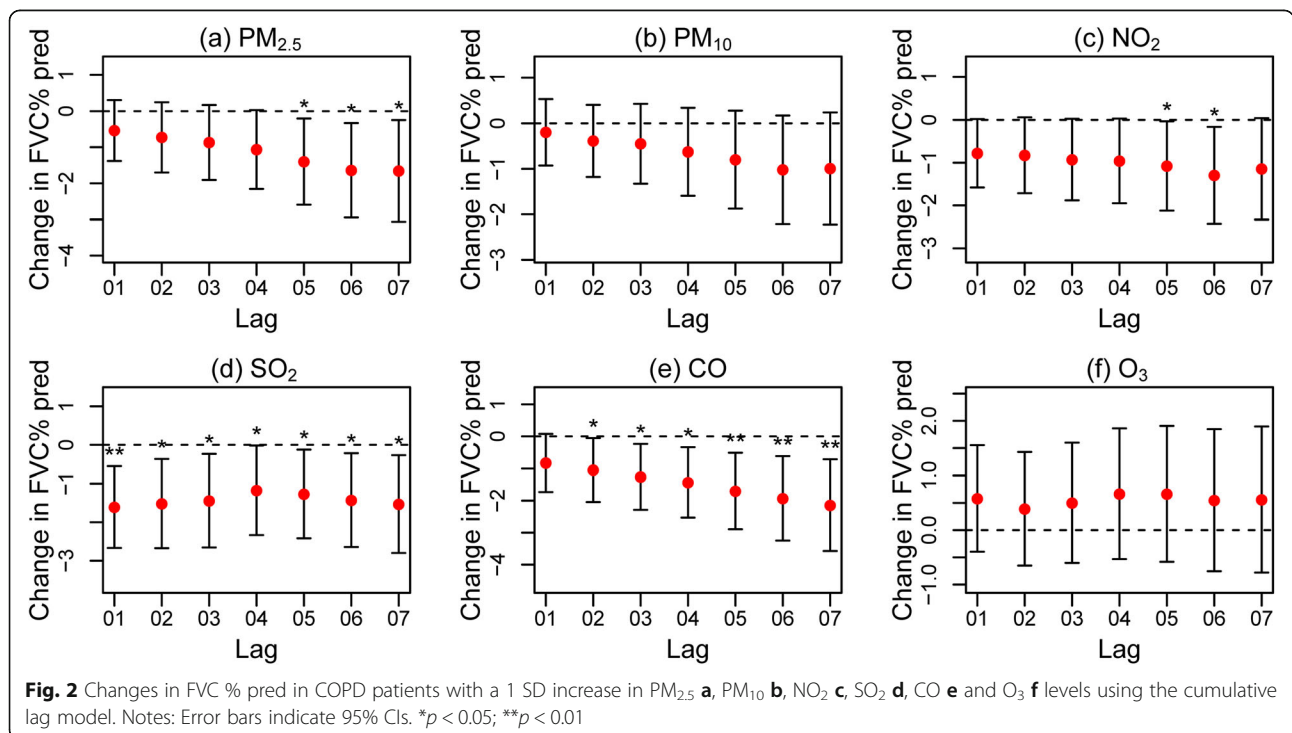 (a) PM2.5
Change in FVC% pred
1
0
−2
−4
* * *
01 02 03 04 05 06 07
Lag
(b) PM10
Change in FVC% pred
1
0
−1
−2
−3
01 02 03 04 05 06 07
Lag
(c) NO2
Change in FVC% pred
1
0
−1
−2
−3
* *
01 02 03 04 05 06 07
Lag
(d) SO2
Change in FVC% pred
1
0
−1
−3
** * * * * * *
01 02 03 04 05 06 07
Lag
(e) CO
Change in FVC% pred
1
0
−2
−4
* * * ** ** **
01 02 03 04 05 06 07
Lag
(f) O3
Change in FVC% pred
2.0
1.0
0.0
−1.0
01 02 03 04 05 06 07
Lag
Fig. 2 Changes in FVC % pred in COPD patients with a 1 SD increase in PM2.5 a, PM10 b, NO2 c, SO2 d, CO e and O3 f levels using the cumulative
lag model. Notes: Error bars indicate 95% CIs. *p < 0.05; **p < 0.01